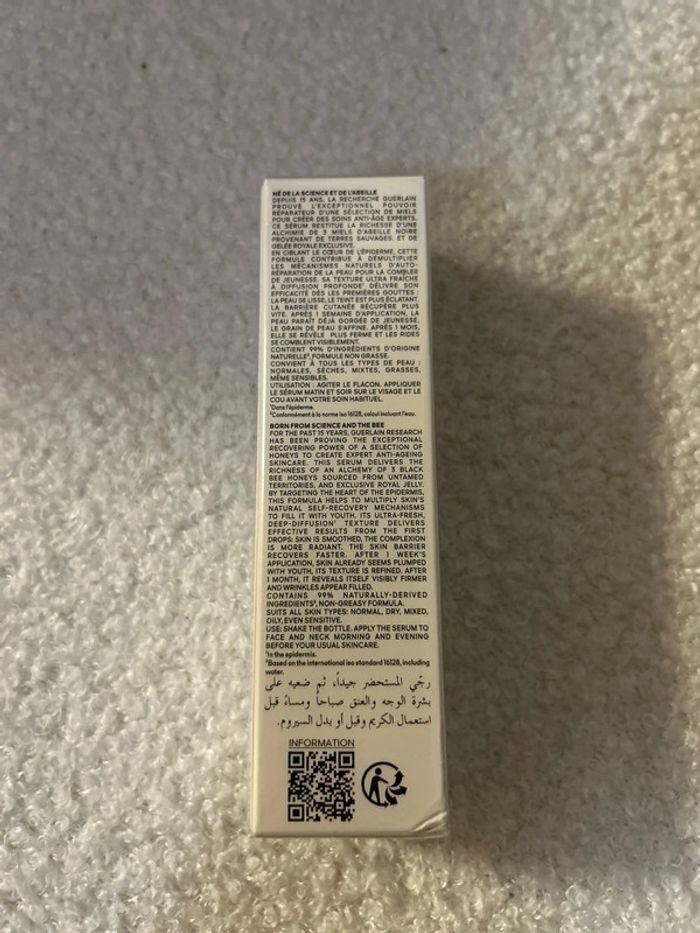 NÉ DE LA SCIENCE ET DE L'ABEILLE
DEPUIS 15 ANS, LA RECHERCHE GUERLAIN
PROUVE L'EXCEPTIONNEL POUVOIR
RÉPARATEUR D'UNE SÉLECTION DE MIELS
POUR CRÉER DES SOINS ANTI-ÂGE EXPERTS.
CE SÉRUM RESTITUE LA RICHESSE D'UNE
ALCHIMIE DE 3 MIELS D'ABEILLE NOIRE
PROVENANT DE TERRES SAUVAGES, ET DE
GELÉE ROYALE EXCLUSIVE.
EN CIBLANT LE CŒUR DE L'ÉPIDERME, CETTE
FORMULE CONTRIBUE À DÉMULTIPLIER
LES MÉCANISMES NATURELS D'AUTO-
RÉPARATION DE LA PEAU POUR LA COMBLER
DE JEUNESSE. SA TEXTURE ULTRA FRAÎCHE
À DIFFUSION PROFONDE¹ DÉLIVRE SON
EFFICACITÉ DÈS LES PREMIÈRES GOUTTES :
LA PEAU SE LISSE, LE TEINT EST PLUS ÉCLATANT.
LA BARRIÈRE CUTANÉE RÉCUPÈRE PLUS
VITE. APRÈS 1 SEMAINE D'APPLICATION, LA
PEAU PARAÎT DÉJÀ GORGÉE DE JEUNESSE,
LE GRAIN DE PEAU S'AFFINE. APRÈS 1 MOIS,
ELLE SE RÉVÈLE PLUS FERME ET LES RIDES
SE COMBLENT VISIBLEMENT.
CONTIENT 99% D'INGRÉDIENTS D'ORIGINE
NATURELLE², FORMULE NON GRASSE.
CONVIENT À TOUS LES TYPES DE PEAU :
NORMALES, SÈCHES, MIXTES, GRASSES,
MÊME SENSIBLES.
UTILISATION : AGITER LE FLACON. APPLIQUER
LE SÉRUM MATIN ET SOIR SUR LE VISAGE ET LE
COU AVANT VOTRE SOIN HABITUEL.
¹Dans l'épiderme.
²Conformément à la norme iso 16128, calcul incluant l'eau.
BORN FROM SCIENCE AND THE BEE
FOR THE PAST 15 YEARS, GUERLAIN RESEARCH
HAS BEEN PROVING THE EXCEPTIONAL
RECOVERING POWER OF A SELECTION OF
HONEYS TO CREATE EXPERT ANTI-AGEING
SKINCARE. THIS SERUM DELIVERS THE
RICHNESS OF AN ALCHEMY OF 3 BLACK
BEE HONEYS SOURCED FROM UNTAMED
TERRITORIES, AND EXCLUSIVE ROYAL JELLY.
BY TARGETING THE HEART OF THE EPIDERMIS,
THIS FORMULA HELPS TO MULTIPLY SKIN'S
NATURAL SELF-RECOVERY MECHANISMS
TO FILL IT WITH YOUTH. ITS ULTRA-FRESH,
DEEP-DIFFUSION¹ TEXTURE DELIVERS
EFFECTIVE RESULTS FROM THE FIRST
DROPS: SKIN IS SMOOTHED, THE COMPLEXION
IS MORE RADIANT. THE SKIN BARRIER
RECOVERS FASTER. AFTER 1 WEEK'S
APPLICATION, SKIN ALREADY SEEMS PLUMPED
WITH YOUTH, ITS TEXTURE IS REFINED. AFTER
1 MONTH, IT REVEALS ITSELF VISIBLY FIRMER
AND WRINKLES APPEAR FILLED.
CONTAINS 99% NATURALLY-DERIVED
INGREDIENTS², NON-GREASY FORMULA.
SUITS ALL SKIN TYPES: NORMAL, DRY, MIXED,
OILY, EVEN SENSITIVE.
USE: SHAKE THE BOTTLE. APPLY THE SERUM TO
FACE AND NECK MORNING AND EVENING
BEFORE YOUR USUAL SKINCARE.
¹In the epidermis.
²Based on the international iso standard 16128, including
water.
رجّي المستحضر جيداً، ثم ضعيه على
بشرة الوجه والعنق صباحاً ومساءً قبل
استعمال الكريم وقبل أو بدل السيروم.
INFORMATION